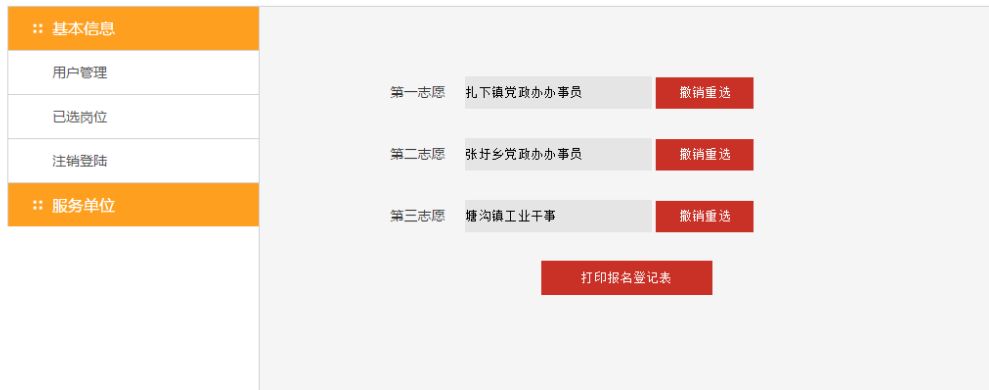 基本信息
用户管理
已选岗位
注销登陆
服务单位
第一志愿 扎下镇党政办办事员 撤销重选
第二志愿 张圩乡党政办办事员 撤销重选
第三志愿 塘沟镇工业干事 撤销重选
打印报名登记表